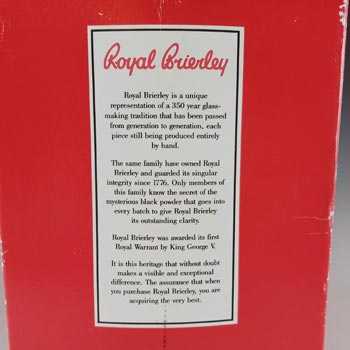 Royal Brierley
Royal Brierley is a unique
representation of a 350 year glass-
making tradition that has been passed
from generation to generation, each
piece still being produced entirely
by hand.
The same family have owned Royal
Brierley and guarded its singular
integrity since 1776. Only members of
this family know the secret of the
mysterious black powder that goes into
every batch to give Royal Brierley
its outstanding clarity.
Royal Brierley was awarded its first
Royal Warrant by King George V.
It is this heritage that without doubt
makes a visible and exceptional
difference. The assurance that when
you purchase Royal Brierley, you are
acquiring the very best.